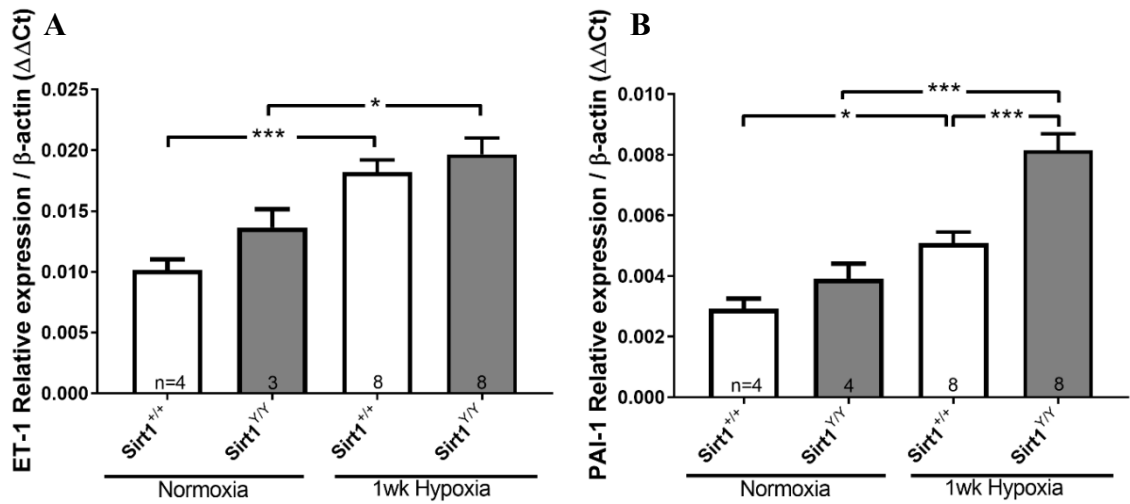 A
ET-1 Relative expression / β-actin (ΔΔCt)
0.025
0.020
0.015
0.010
0.005
0.000
***
*
n=4
3
8
8
Sirt1+/+
Sirt1Y/Y
Sirt1+/+
Sirt1Y/Y
Normoxia
1wk Hypoxia
B
PAI-1 Relative expression / β-actin (ΔΔCt)
0.010
0.008
0.006
0.004
0.002
0.000
***
*
***
n=4
4
8
8
Sirt1+/+
Sirt1Y/Y
Sirt1+/+
Sirt1Y/Y
Normoxia
1wk Hypoxia